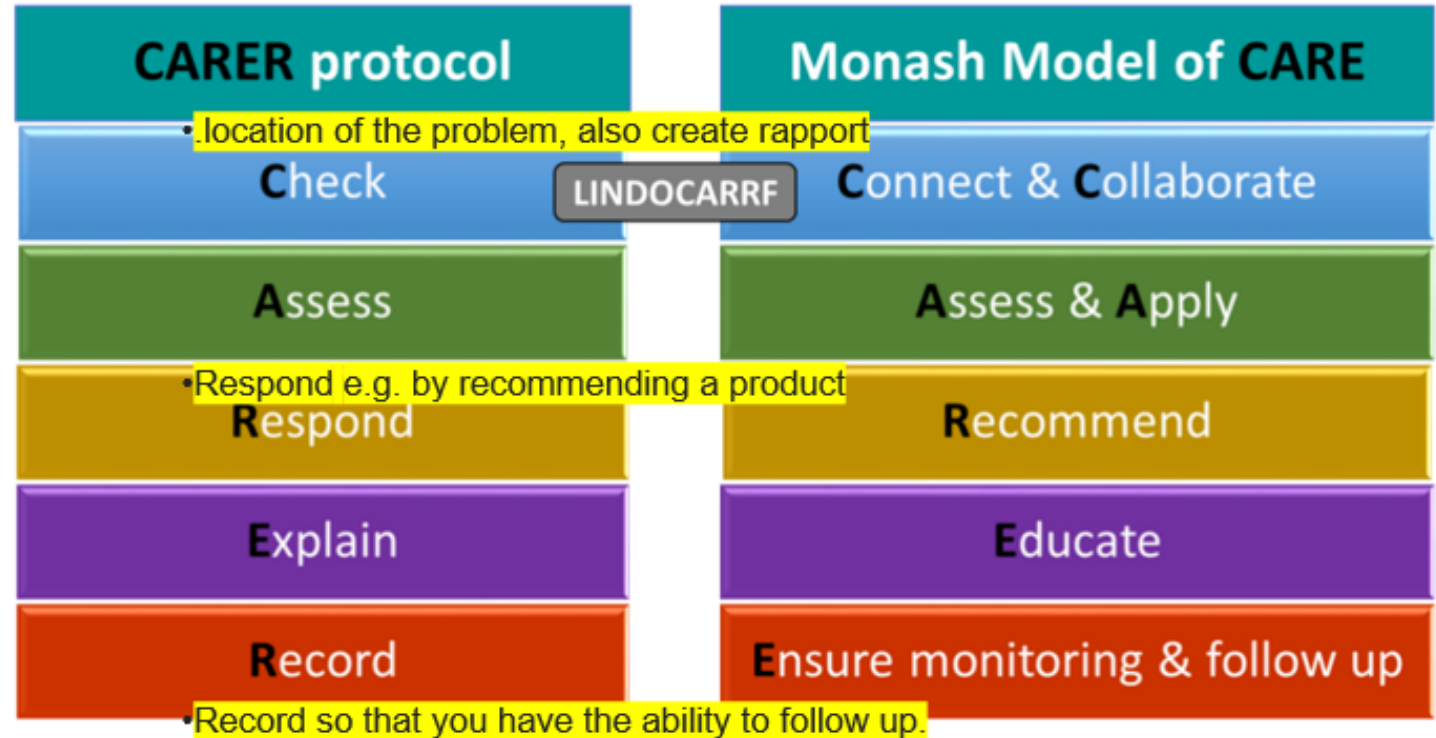 CARER protocol
Monash Model of CARE
•.location of the problem, also create rapport
Check
LINDOCARRF
Connect & Collaborate
Assess
Assess & Apply
•Respond e.g. by recommending a product
Respond
Recommend
Explain
Educate
Record
Ensure monitoring & follow up
•Record so that you have the ability to follow up.